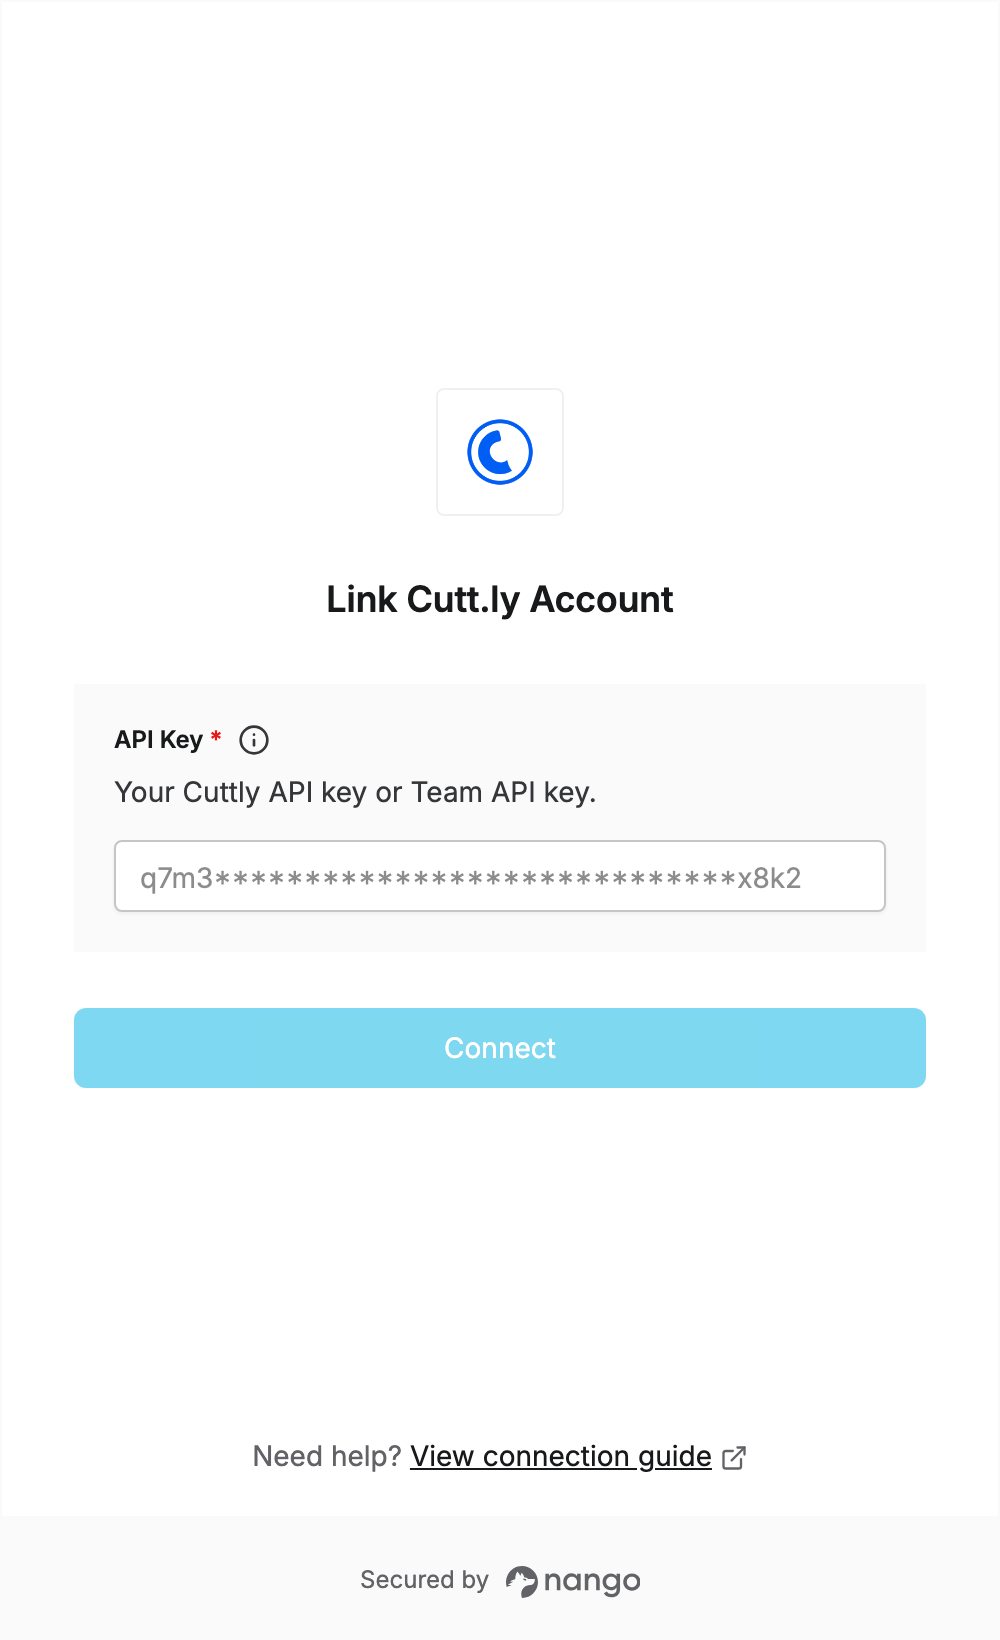 Link Cutt.ly Account
API Key *
Your Cuttly API key or Team API key.
q7m3*****************************x8k2
Connect
Need help? View connection guide
Secured by nango